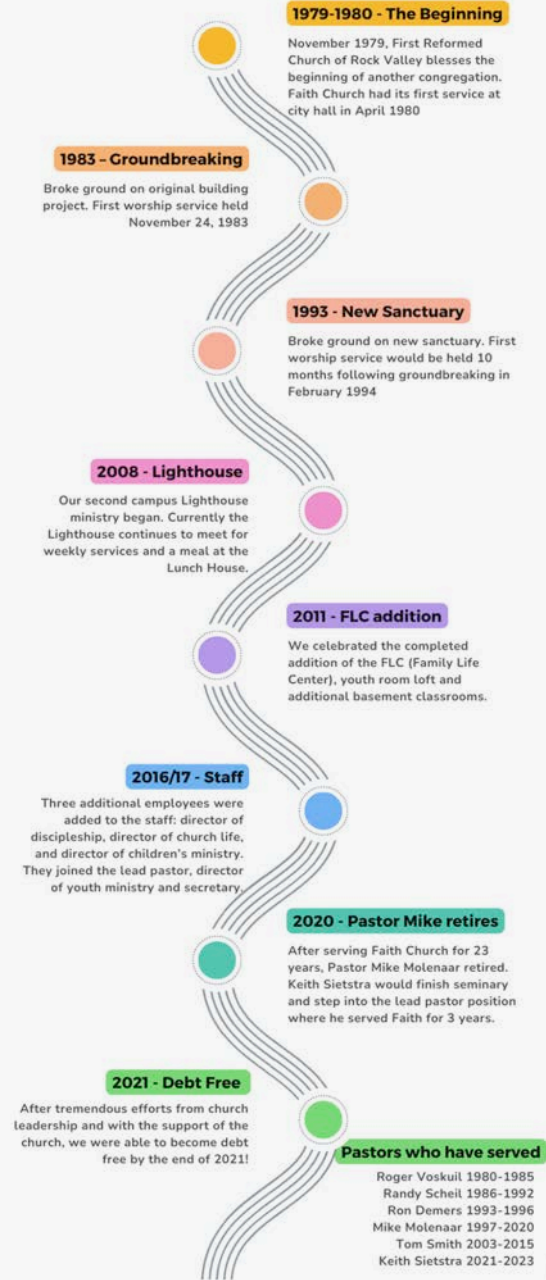 1979-1980 - The Beginning
November 1979, First Reformed
Church of Rock Valley blesses the
beginning of another congregation.
Faith Church had its first service at
city hall in April 1980
1983 – Groundbreaking
Broke ground on original building
project. First worship service held
November 24, 1983
1993 - New Sanctuary
Broke ground on new sanctuary. First
worship service would be held 10
months following groundbreaking in
February 1994
2008 - Lighthouse
Our second campus Lighthouse
ministry began. Currently the
Lighthouse continues to meet for
weekly services and a meal at the
Lunch House.
2011 - FLC addition
We celebrated the completed
addition of the FLC (Family Life
Center), youth room loft and
additional basement classrooms.
2016/17 - Staff
Three additional employees were
added to the staff: director of
discipleship, director of church life,
and director of children's ministry.
They joined the lead pastor, director
of youth ministry and secretary.
2020 - Pastor Mike retires
After serving Faith Church for 23
years, Pastor Mike Molenaar retired.
Keith Sietstra would finish seminary
and step into the lead pastor position
where he served Faith for 3 years.
2021 - Debt Free
After tremendous efforts from church
leadership and with the support of the
church, we were able to become debt
free by the end of 2021!
Pastors who have served
Roger Voskuil 1980-1985
Randy Scheil 1986-1992
Ron Demers 1993-1996
Mike Molenaar 1997-2020
Tom Smith 2003-2015
Keith Sietstra 2021-2023